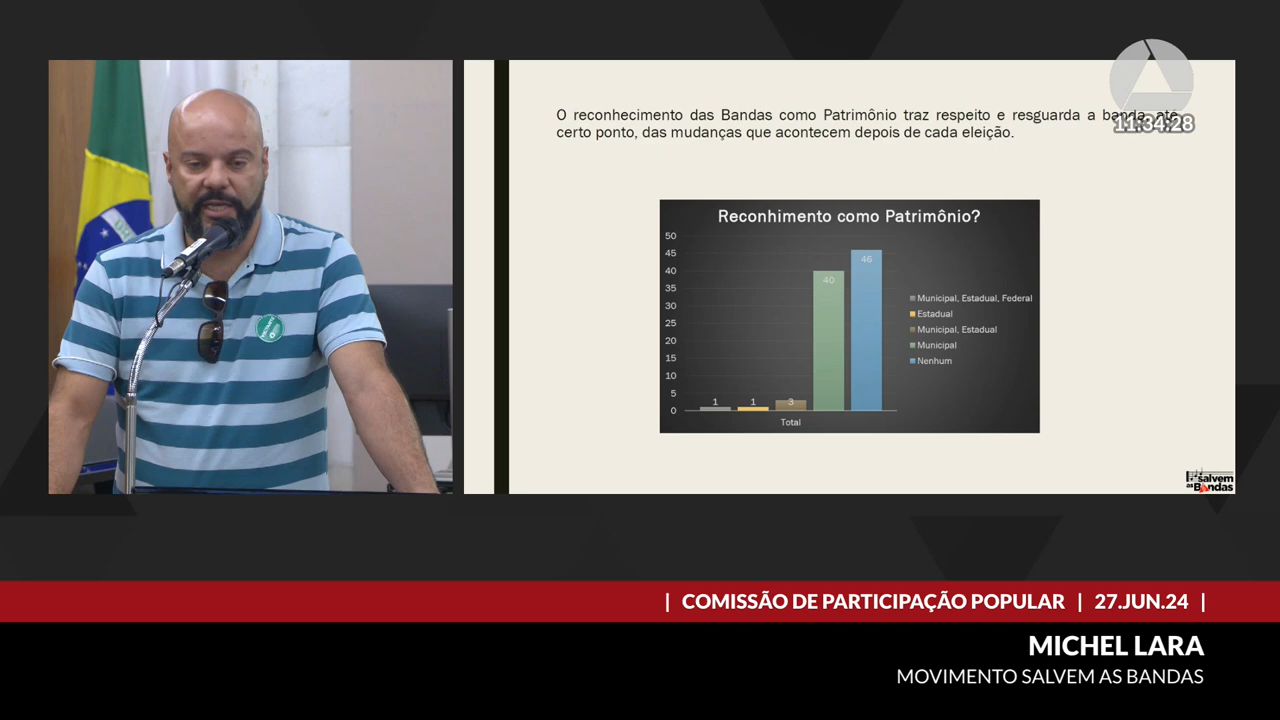 11:34:28
O reconhecimento das Bandas como Patrimônio traz respeito e resguarda a banda, até
certo ponto, das mudanças que acontecem depois de cada eleição.
Reconhimento como Patrimônio?
50
45
40
35
30
25
20
15
10
5
0
1
1
3
40
46
Total
Municipal, Estadual, Federal
Estadual
Municipal, Estadual
Municipal
Nenhum
salvem
as Bandas
| COMISSÃO DE PARTICIPAÇÃO POPULAR | 27.JUN.24 |
MICHEL LARA
MOVIMENTO SALVEM AS BANDAS